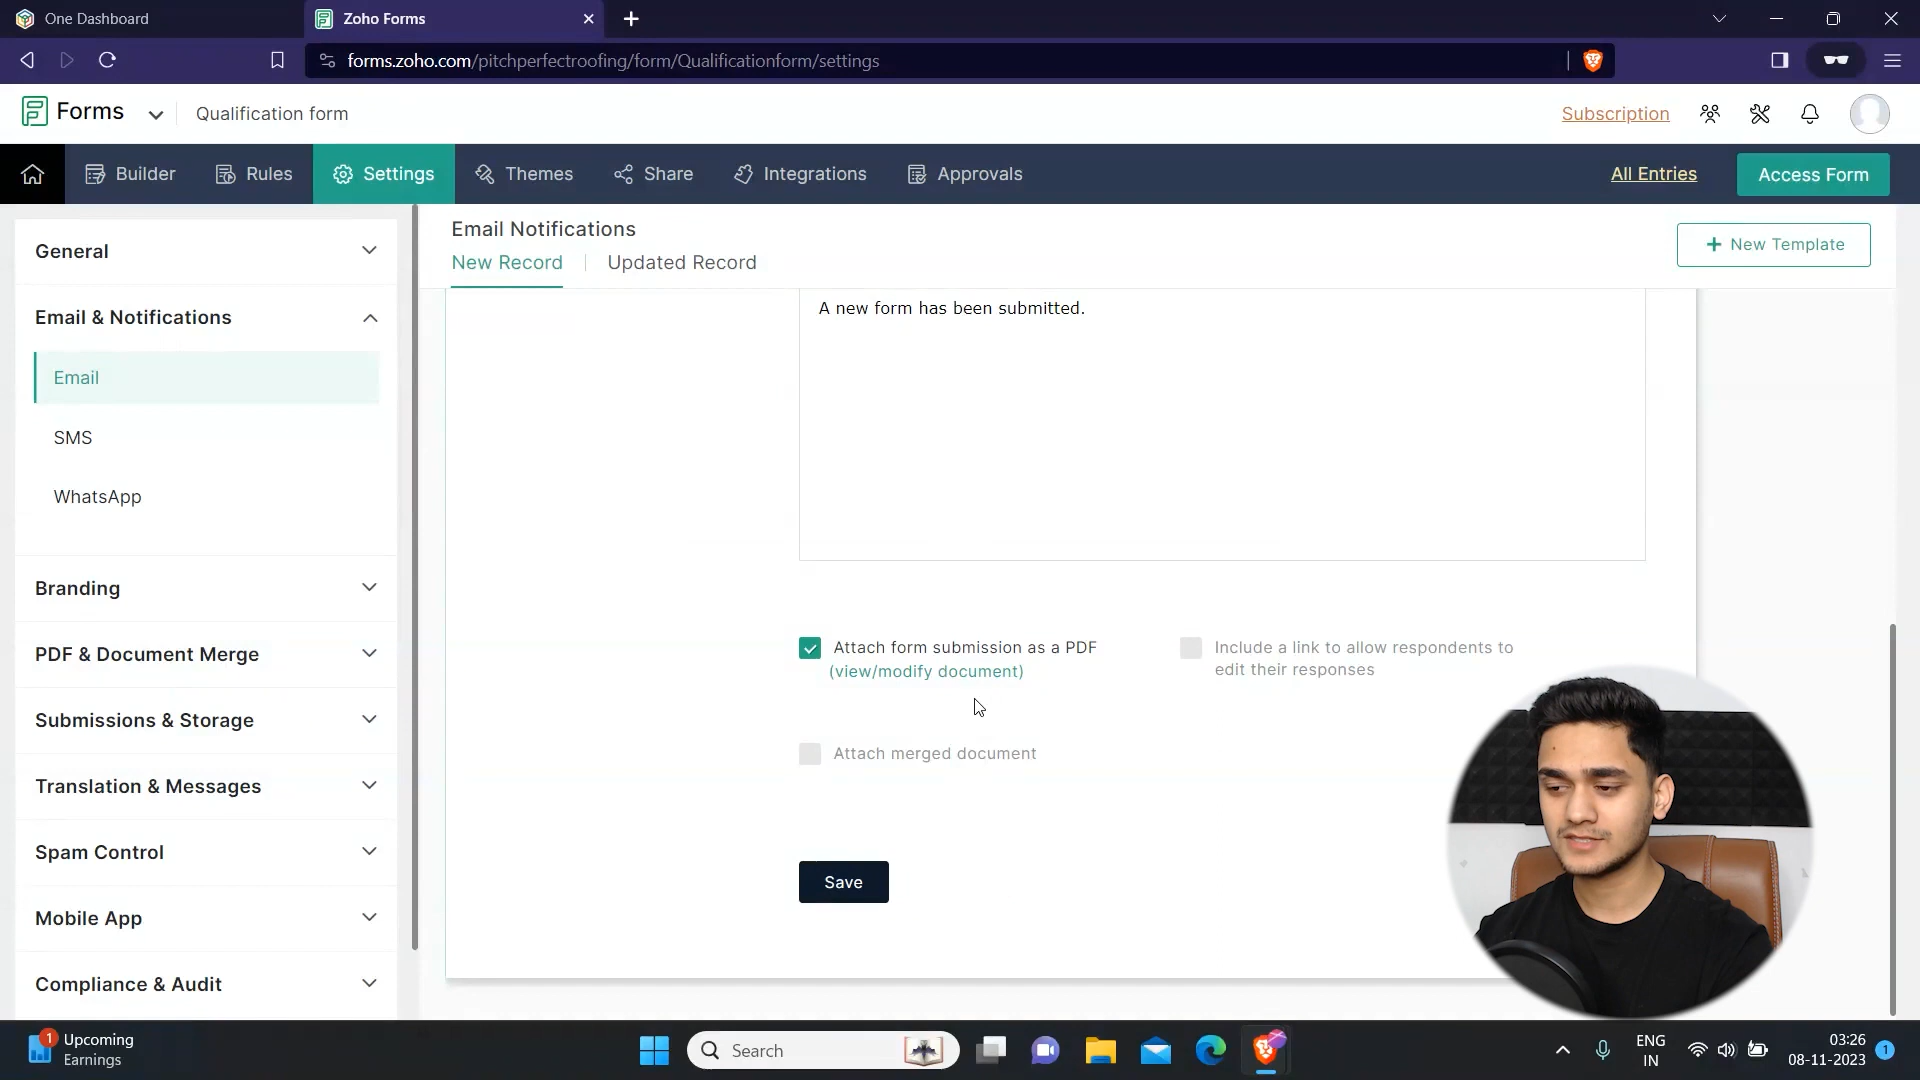 One Dashboard
Zoho Forms
forms.zoho.com/pitchperfectroofing/form/Qualificationform/settings
Forms
Qualification form
Subscription
Builder
Rules
Settings
Themes
Share
Integrations
Approvals
All Entries
Access Form
General
Email & Notifications
Email
SMS
WhatsApp
Branding
PDF & Document Merge
Submissions & Storage
Translation & Messages
Spam Control
Mobile App
Compliance & Audit
Email Notifications
New Record
Updated Record
+ New Template
A new form has been submitted.
Attach form submission as a PDF
(view/modify document)
Include a link to allow respondents to
edit their responses
Attach merged document
Save
1
Upcoming
Earnings
Search
ENG
IN
03:26
08-11-2023
1